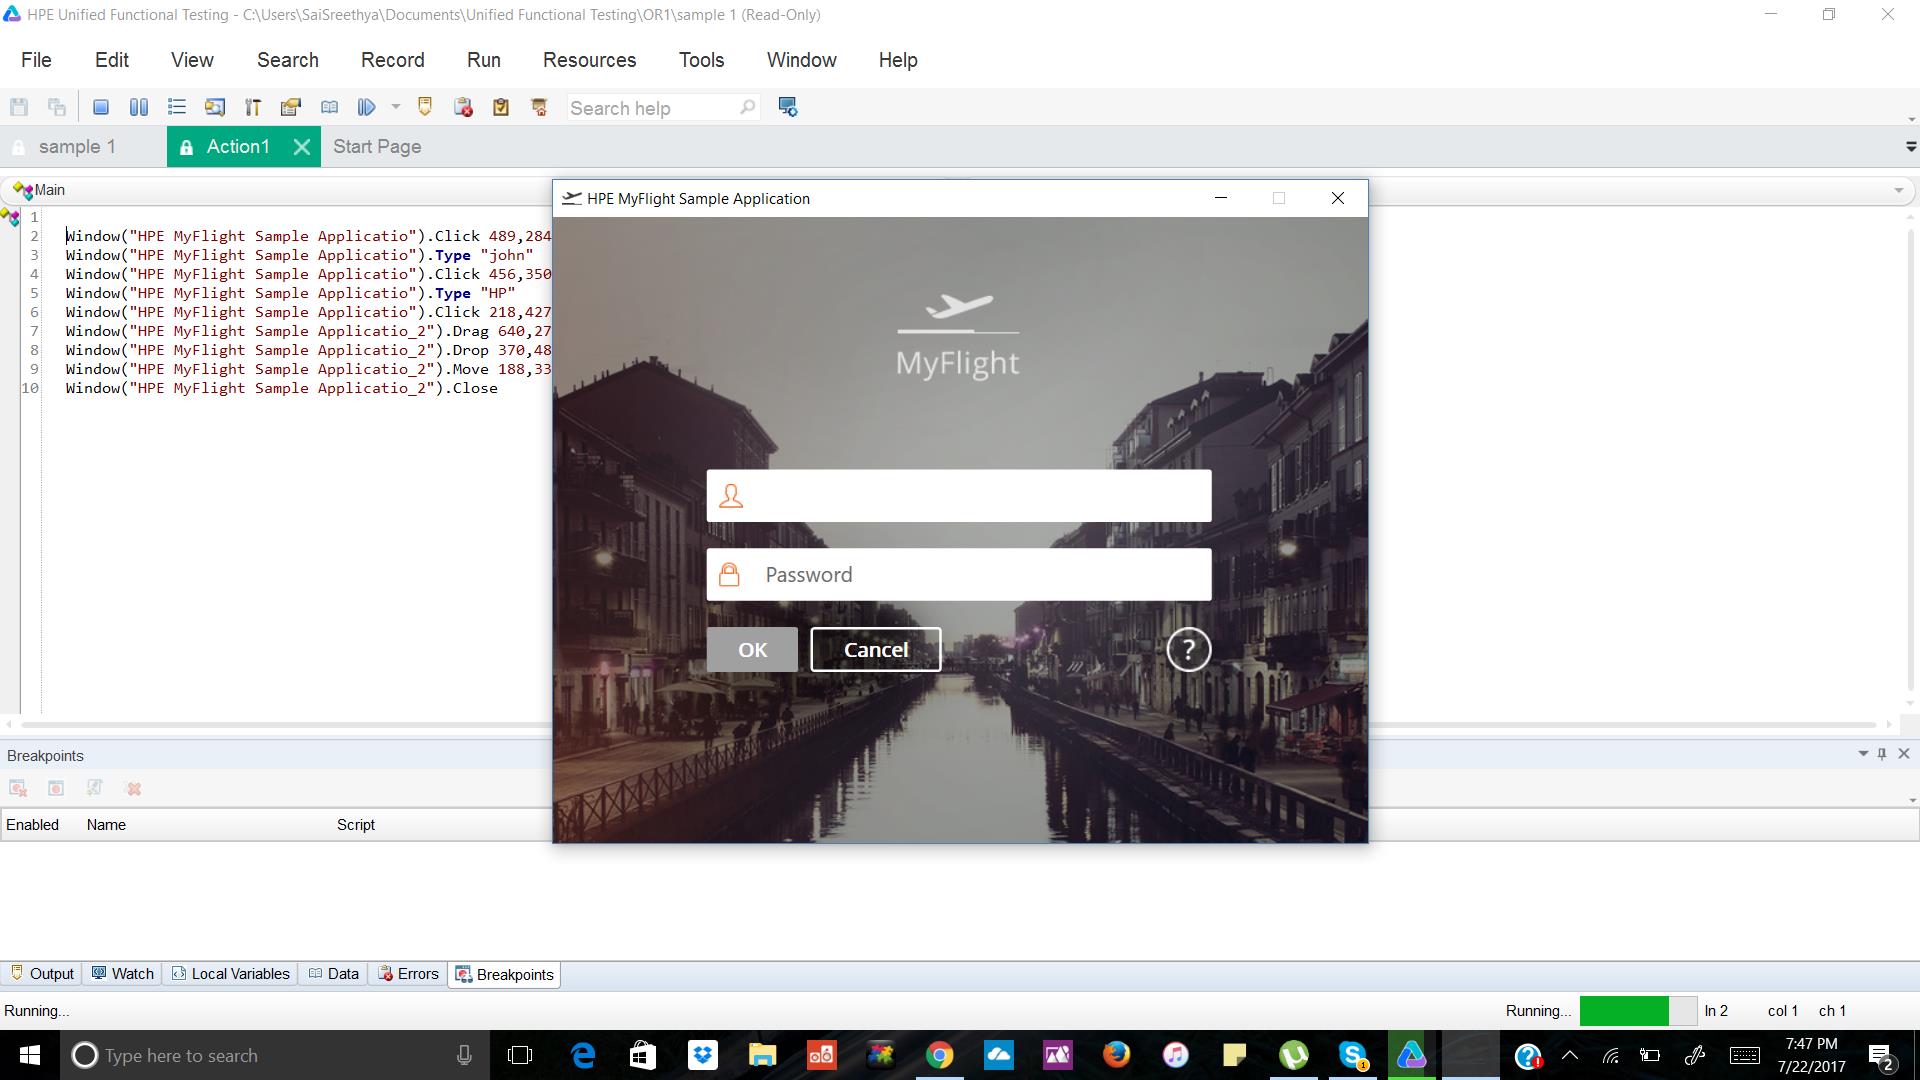 HPE Unified Functional Testing - C:\Users\SaiSreethya\Documents\Unified Functional Testing\OR1\sample 1 (Read-Only)
File Edit View Search Record Run Resources Tools Window Help
Search help
sample 1 Action1 Start Page
Main
1
2 Window("HPE MyFlight Sample Applicatio").Click 489,284
3 Window("HPE MyFlight Sample Applicatio").Type "john"
4 Window("HPE MyFlight Sample Applicatio").Click 456,350
5 Window("HPE MyFlight Sample Applicatio").Type "HP"
6 Window("HPE MyFlight Sample Applicatio").Click 218,427
7 Window("HPE MyFlight Sample Applicatio_2").Drag 640,27
8 Window("HPE MyFlight Sample Applicatio_2").Drop 370,48
9 Window("HPE MyFlight Sample Applicatio_2").Move 188,33
10 Window("HPE MyFlight Sample Applicatio_2").Close
HPE MyFlight Sample Application
MyFlight
Password
OK Cancel ?
Breakpoints
Enabled Name Script
Output Watch Local Variables Data Errors Breakpoints
Running... Running... ln 2 col 1 ch 1
Type here to search
7:47 PM
7/22/2017
2